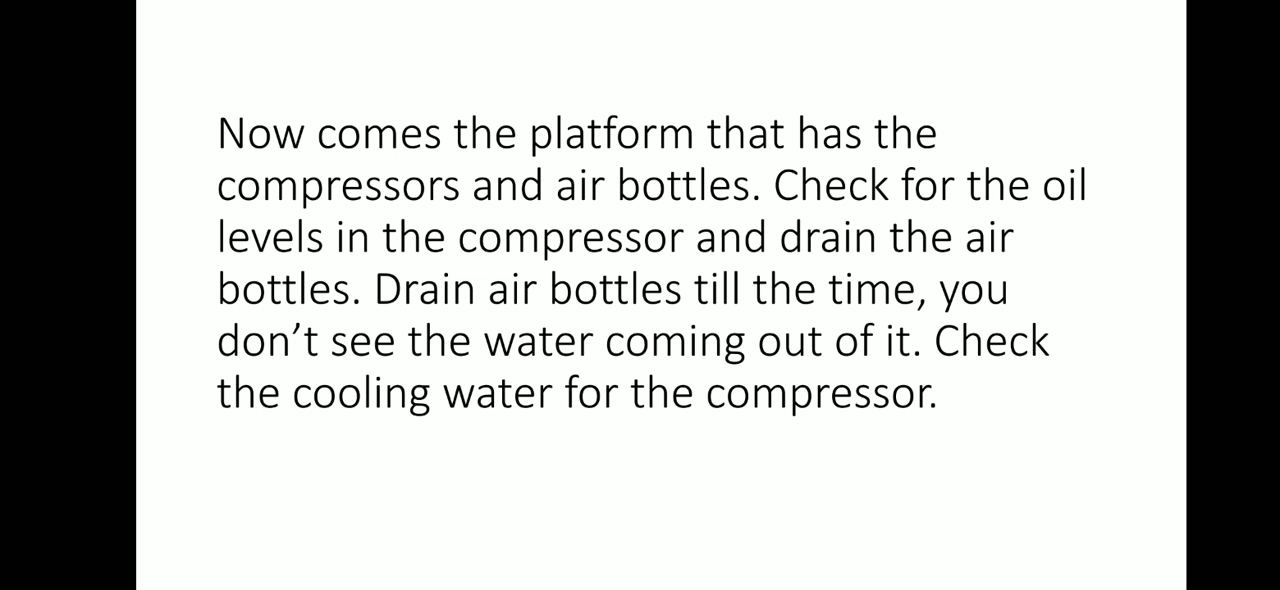 Now comes the platform that has the
compressors and air bottles. Check for the oil
levels in the compressor and drain the air
bottles. Drain air bottles till the time, you
don’t see the water coming out of it. Check
the cooling water for the compressor.